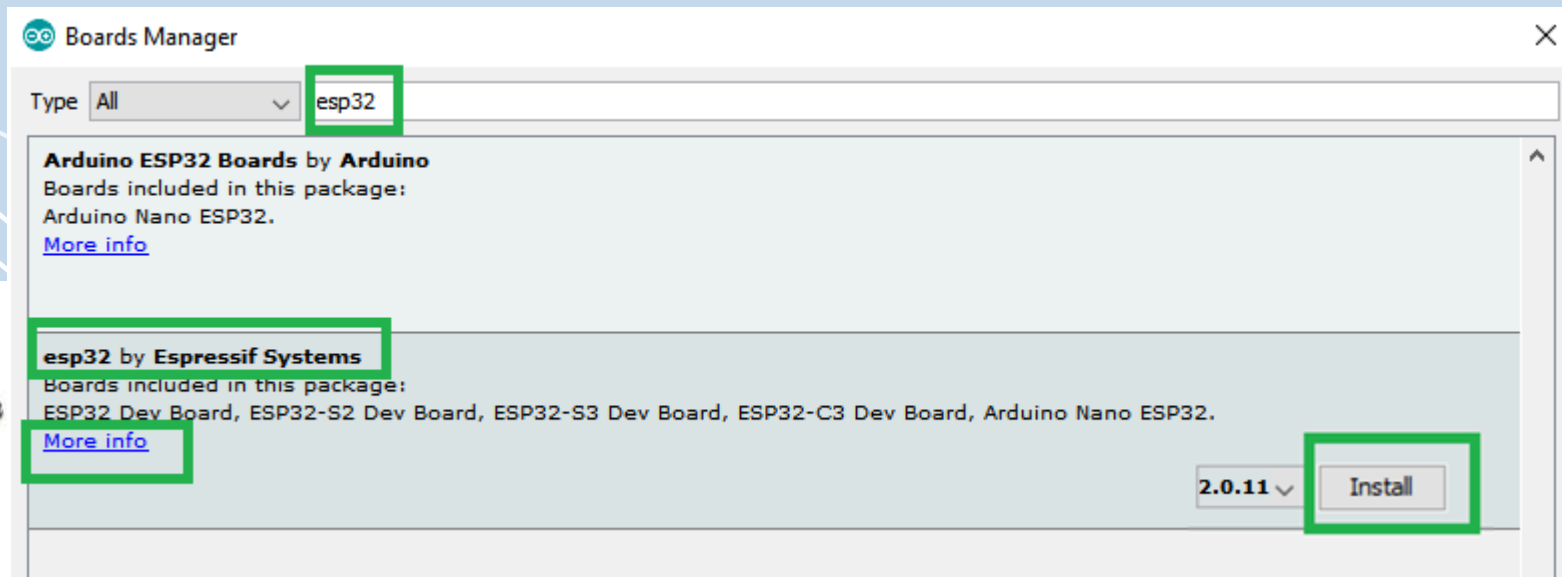 Boards Manager
Type All esp32
Arduino ESP32 Boards by Arduino
Boards included in this package:
Arduino Nano ESP32.
More info
esp32 by Espressif Systems
Boards included in this package:
ESP32 Dev Board, ESP32-S2 Dev Board, ESP32-S3 Dev Board, ESP32-C3 Dev Board, Arduino Nano ESP32.
More info
2.0.11 Install